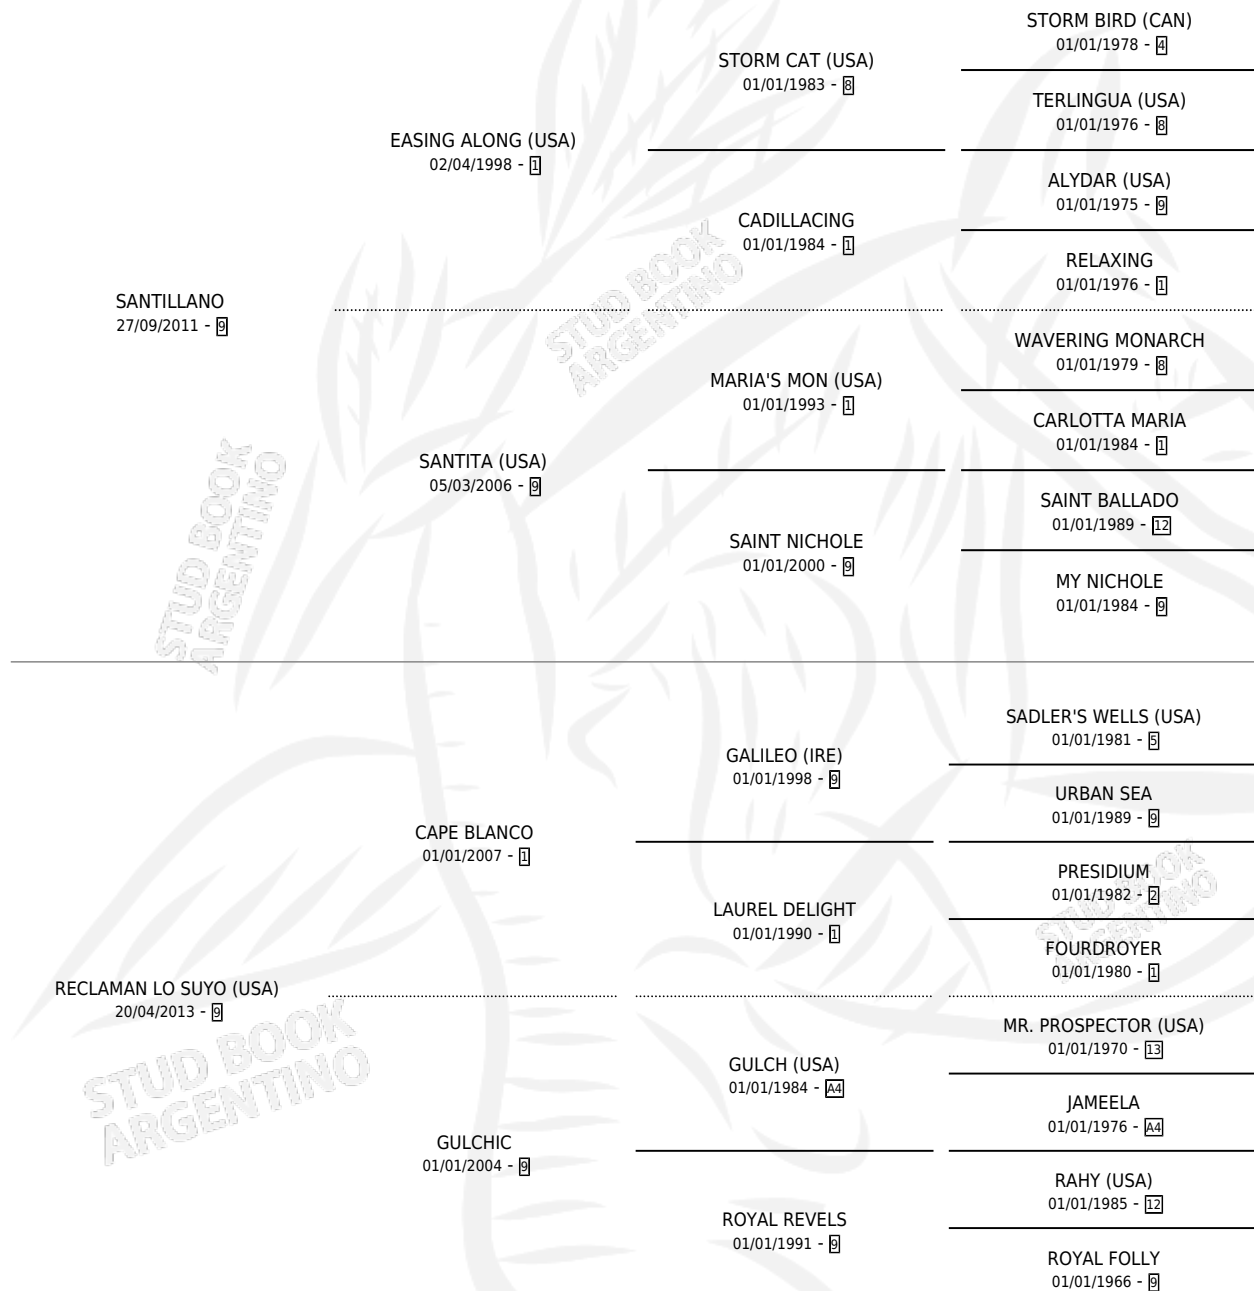 STORM BIRD (CAN)
01/01/1978 - 4
STORM CAT (USA)
01/01/1983 - 8
TERLINGUA (USA)
01/01/1976 - 8
EASING ALONG (USA)
02/04/1998 - 1
ALYDAR (USA)
01/01/1975 - 9
CADILLACING
01/01/1984 - 1
RELAXING
01/01/1976 - 1
SANTILLANO
27/09/2011 - 9
WAVERING MONARCH
01/01/1979 - 8
MARIA'S MON (USA)
01/01/1993 - 1
CARLOTTA MARIA
01/01/1984 - 1
SANTITA (USA)
05/03/2006 - 9
SAINT BALLADO
01/01/1989 - 12
SAINT NICHOLE
01/01/2000 - 9
MY NICHOLE
01/01/1984 - 9
STUD BOOK
ARGENTINO
STUD BOOK
ARGENTINO
SADLER'S WELLS (USA)
01/01/1981 - 5
GALILEO (IRE)
01/01/1998 - 9
URBAN SEA
01/01/1989 - 9
CAPE BLANCO
01/01/2007 - 1
PRESIDIUM
01/01/1982 - 2
LAUREL DELIGHT
01/01/1990 - 1
FOURDROYER
01/01/1980 - 1
RECLAMAN LO SUYO (USA)
20/04/2013 - 9
MR. PROSPECTOR (USA)
01/01/1970 - 13
GULCH (USA)
01/01/1984 - A4
JAMEELA
01/01/1976 - A4
GULCHIC
01/01/2004 - 9
RAHY (USA)
01/01/1985 - 12
ROYAL REVELS
01/01/1991 - 9
ROYAL FOLLY
01/01/1966 - 9
STUD BOOK
ARGENTINO
STUD BOOK
ARGENTINO